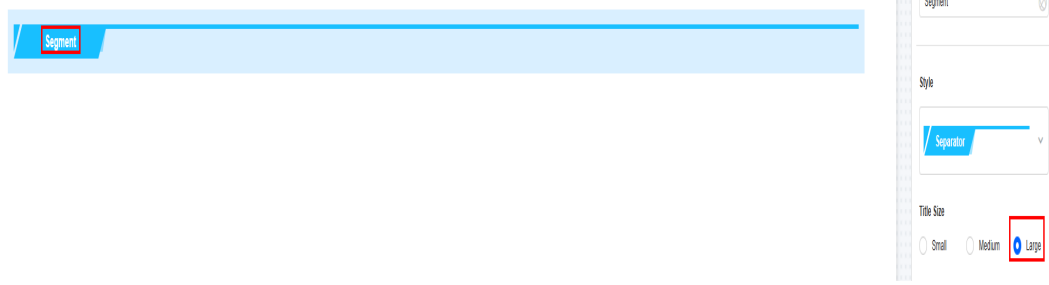 Segment
Segment
Style
Separator
Title Size
Small Medium Large